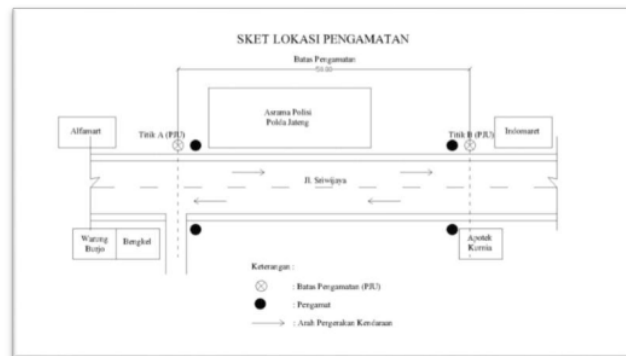 SKET LOKASI PENGAMATAN
Batas Pengamatan
Asrama Polisi
Polda Jateng
Alfamart
Titik A (PJU)
Titik B (PJU)
Indomaret
Jl. Sriwijaya
Warung
Burjo
Bengkel
Apotek
Kurnia
Keterangan :
: Batas Pengamatan (PJU)
: Pengamat
: Arah Pergerakan Kendaraan